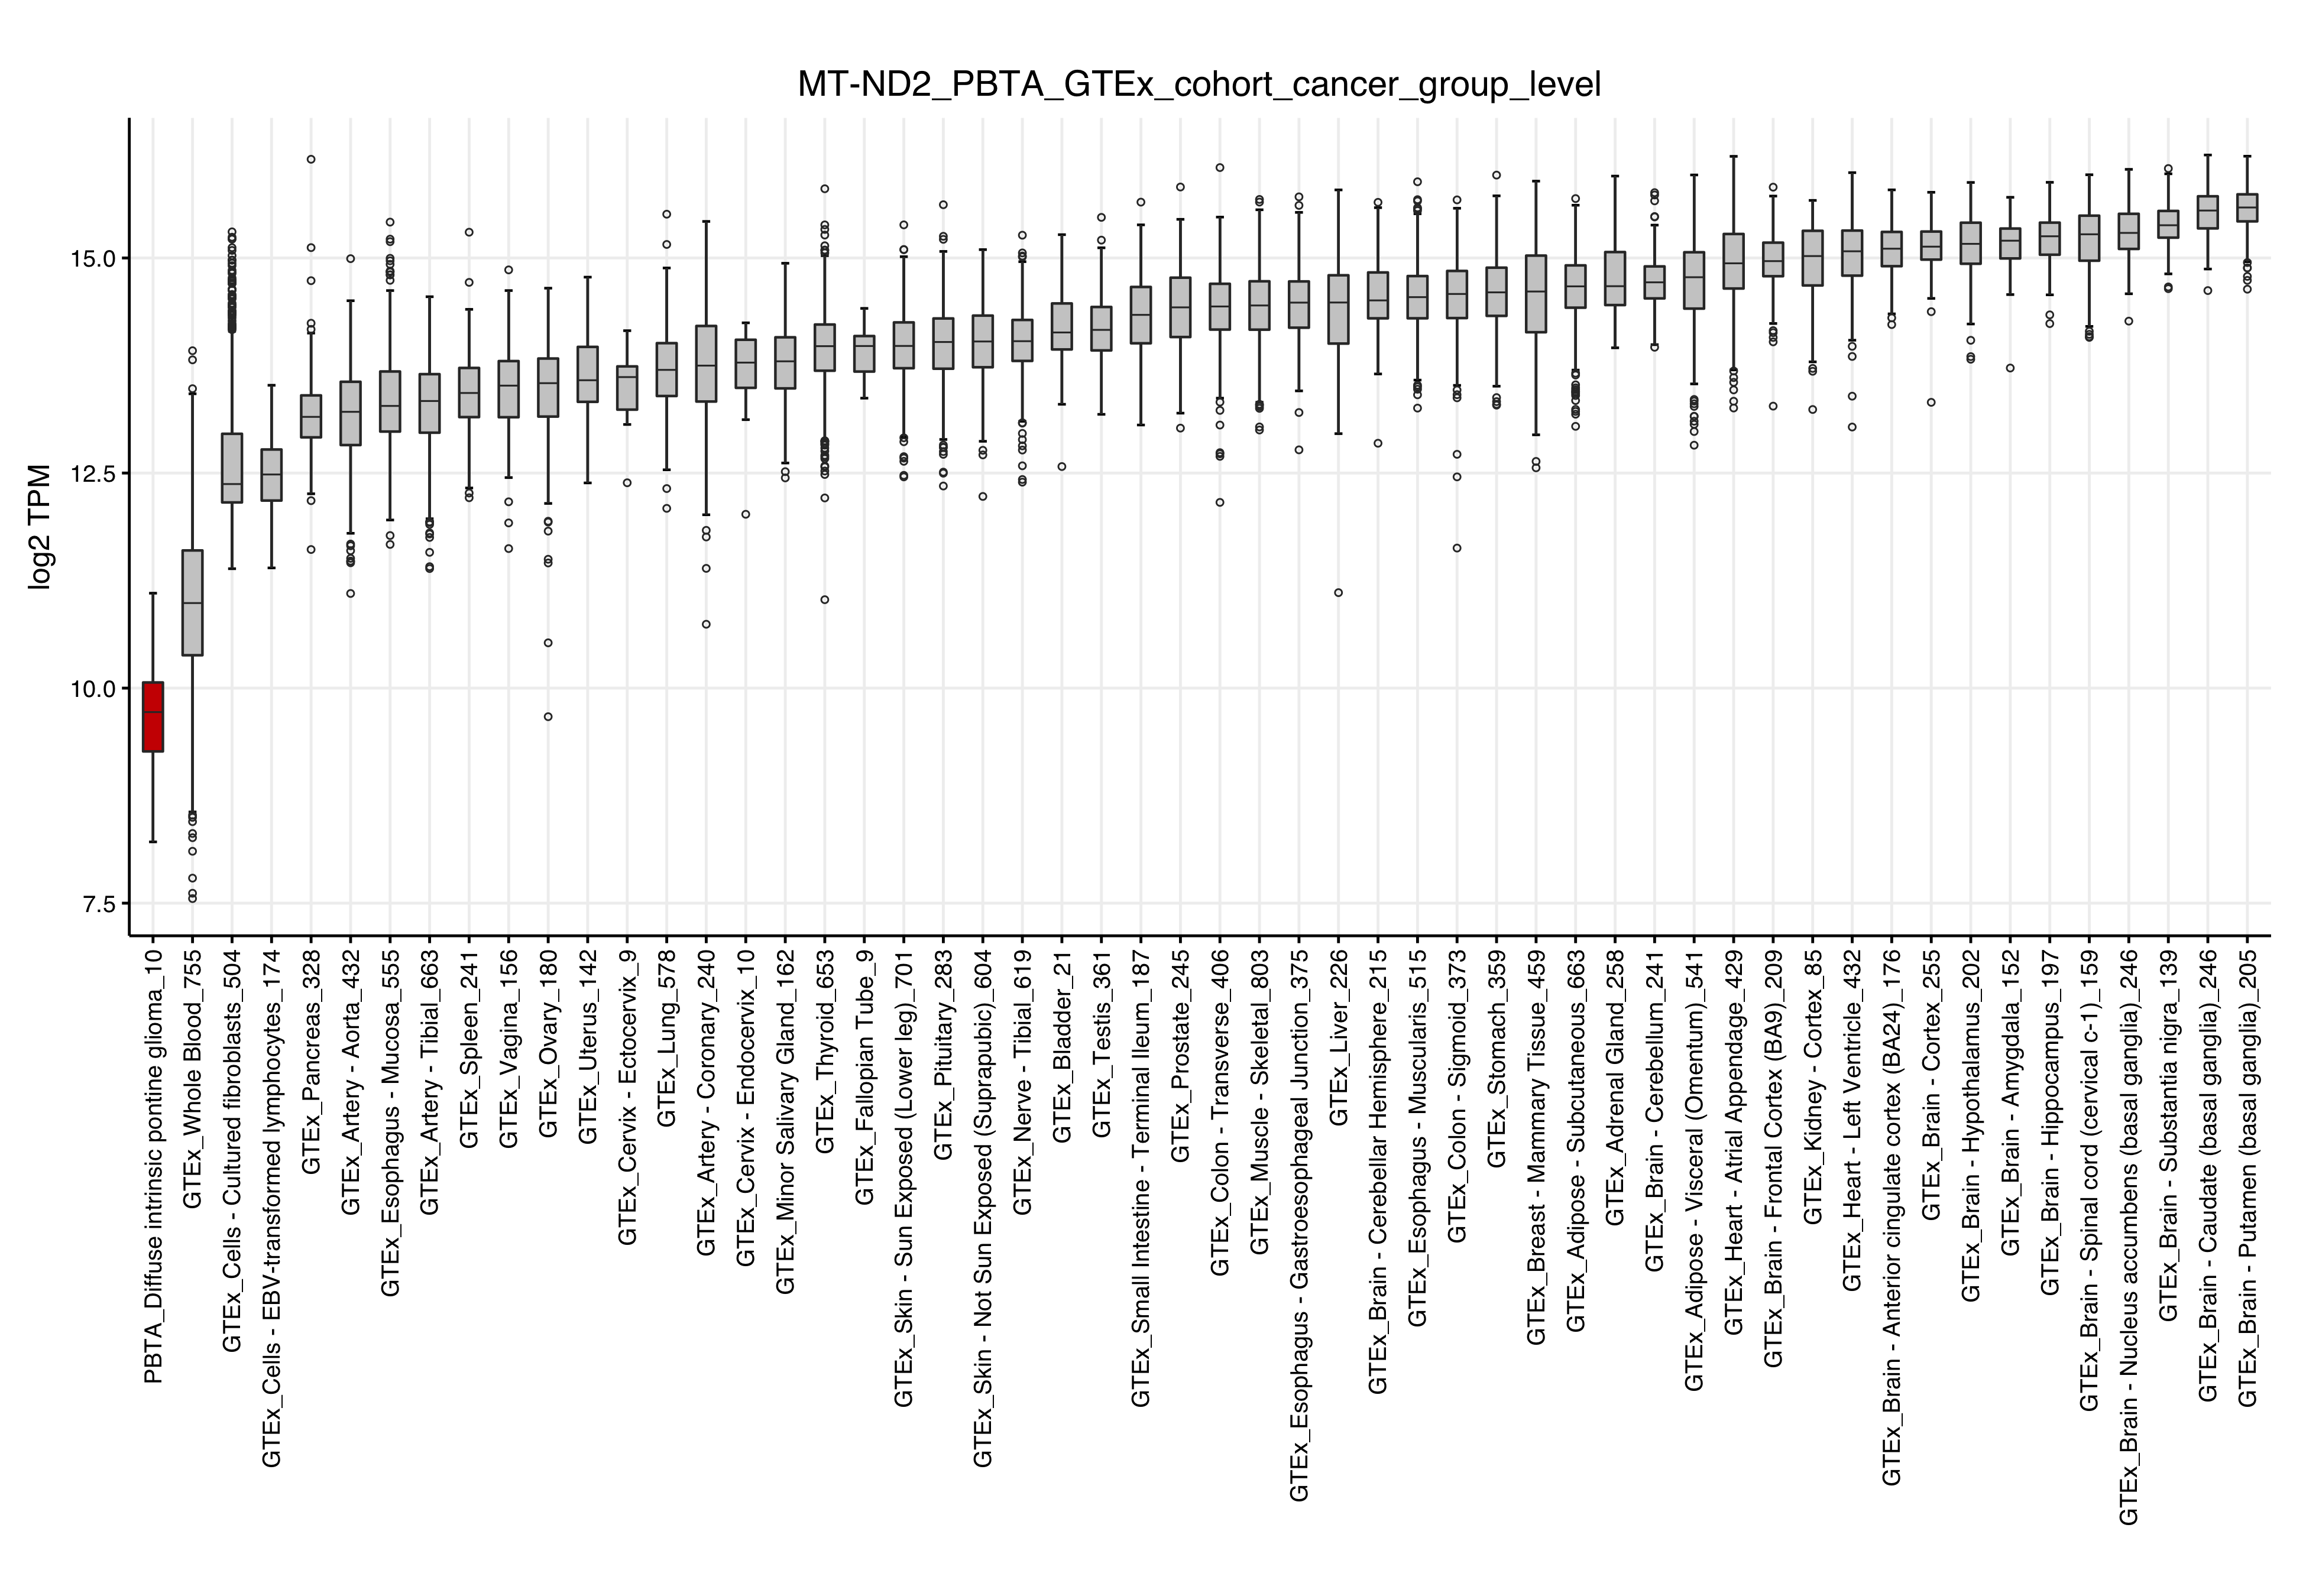 MT-ND2_PBTA_GTEx_cohort_cancer_group_level
log2 TPM
15.0
12.5
10.0
7.5
PBTA_Diffuse intrinsic pontine glioma_10
GTEx_Whole Blood_755
GTEx_Cells - Cultured fibroblasts_504
GTEx_Cells - EBV-transformed lymphocytes_174
GTEx_Pancreas_328
GTEx_Artery - Aorta_432
GTEx_Esophagus - Mucosa_555
GTEx_Artery - Tibial_663
GTEx_Spleen_241
GTEx_Vagina_156
GTEx_Ovary_180
GTEx_Uterus_142
GTEx_Cervix - Ectocervix_9
GTEx_Lung_578
GTEx_Artery - Coronary_240
GTEx_Cervix - Endocervix_10
GTEx_Minor Salivary Gland_162
GTEx_Thyroid_653
GTEx_Fallopian Tube_9
GTEx_Skin - Sun Exposed (Lower leg)_701
GTEx_Pituitary_283
GTEx_Skin - Not Sun Exposed (Suprapubic)_604
GTEx_Nerve - Tibial_619
GTEx_Bladder_21
GTEx_Testis_361
GTEx_Small Intestine - Terminal Ileum_187
GTEx_Prostate_245
GTEx_Colon - Transverse_406
GTEx_Muscle - Skeletal_803
GTEx_Esophagus - Gastroesophageal Junction_375
GTEx_Liver_226
GTEx_Brain - Cerebellar Hemisphere_215
GTEx_Esophagus - Muscularis_515
GTEx_Colon - Sigmoid_373
GTEx_Stomach_359
GTEx_Breast - Mammary Tissue_459
GTEx_Adipose - Subcutaneous_663
GTEx_Adrenal Gland_258
GTEx_Brain - Cerebellum_241
GTEx_Adipose - Visceral (Omentum)_541
GTEx_Heart - Atrial Appendage_429
GTEx_Brain - Frontal Cortex (BA9)_209
GTEx_Kidney - Cortex_85
GTEx_Heart - Left Ventricle_432
GTEx_Brain - Anterior cingulate cortex (BA24)_176
GTEx_Brain - Cortex_255
GTEx_Brain - Hypothalamus_202
GTEx_Brain - Amygdala_152
GTEx_Brain - Hippocampus_197
GTEx_Brain - Spinal cord (cervical c-1)_159
GTEx_Brain - Nucleus accumbens (basal ganglia)_246
GTEx_Brain - Substantia nigra_139
GTEx_Brain - Caudate (basal ganglia)_246
GTEx_Brain - Putamen (basal ganglia)_205